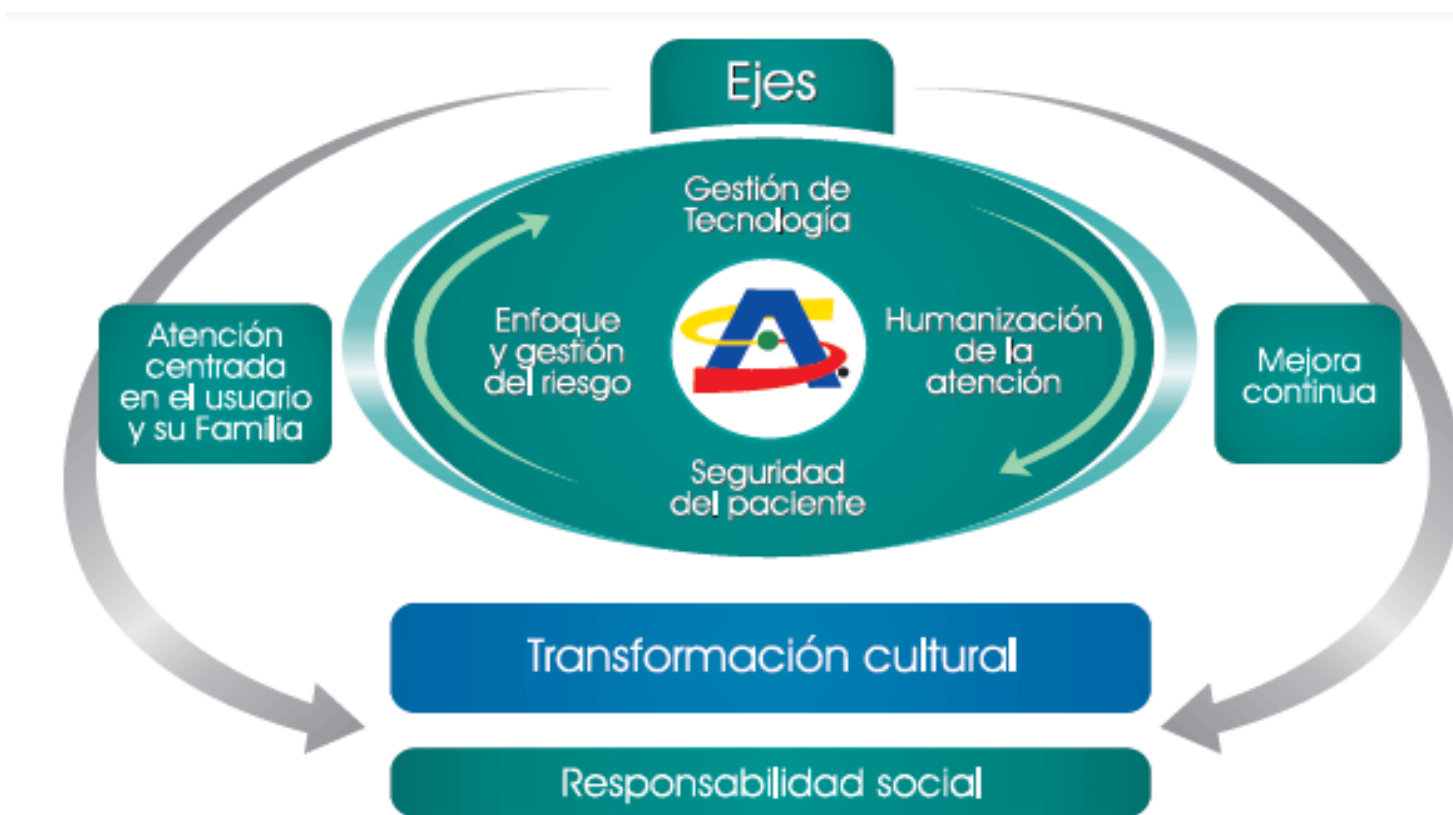 Ejes
Gestión de
Tecnología
Enfoque
y gestión
del riesgo
Humanización
de la
atención
Seguridad
del paciente
Atención
centrada
en el usuario
y su Familia
Mejora
continua
Transformación cultural
Responsabilidad social